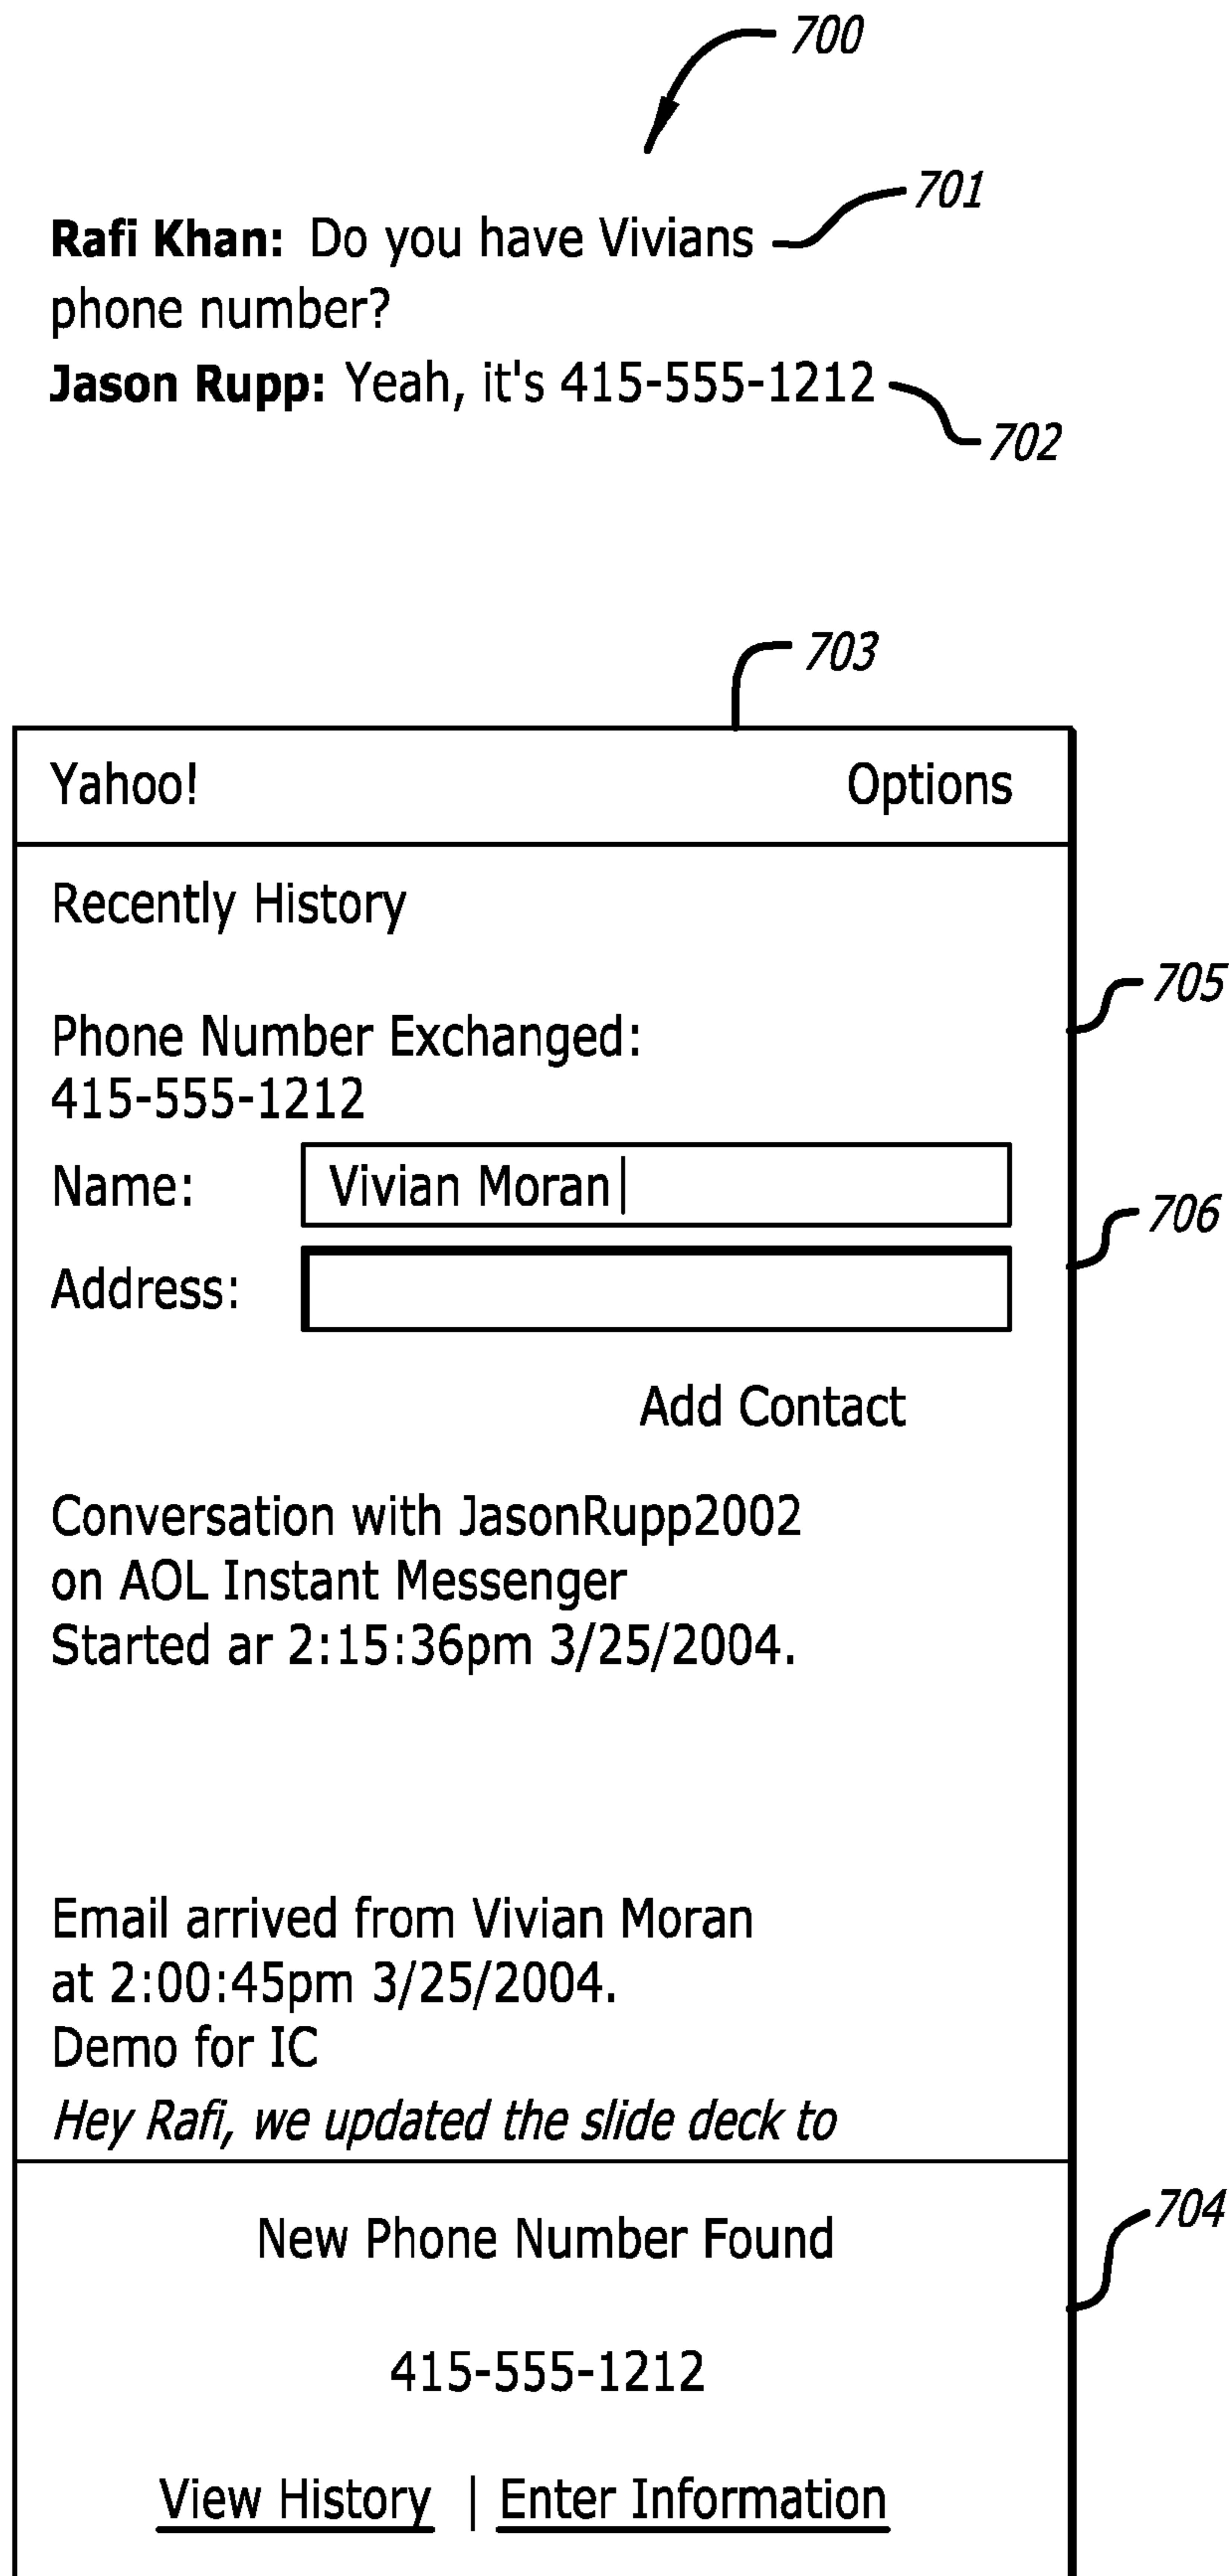 700
701
Rafi Khan: Do you have Vivians
phone number?
Jason Rupp: Yeah, it's 415-555-1212
702
703
Yahoo! Options
Recently History
705
Phone Number Exchanged:
415-555-1212
Name: Vivian Moran
706
Address:
Add Contact
Conversation with JasonRupp2002
on AOL Instant Messenger
Started ar 2:15:36pm 3/25/2004.
Email arrived from Vivian Moran
at 2:00:45pm 3/25/2004.
Demo for IC
Hey Rafi, we updated the slide deck to
704
New Phone Number Found
415-555-1212
View History | Enter Information